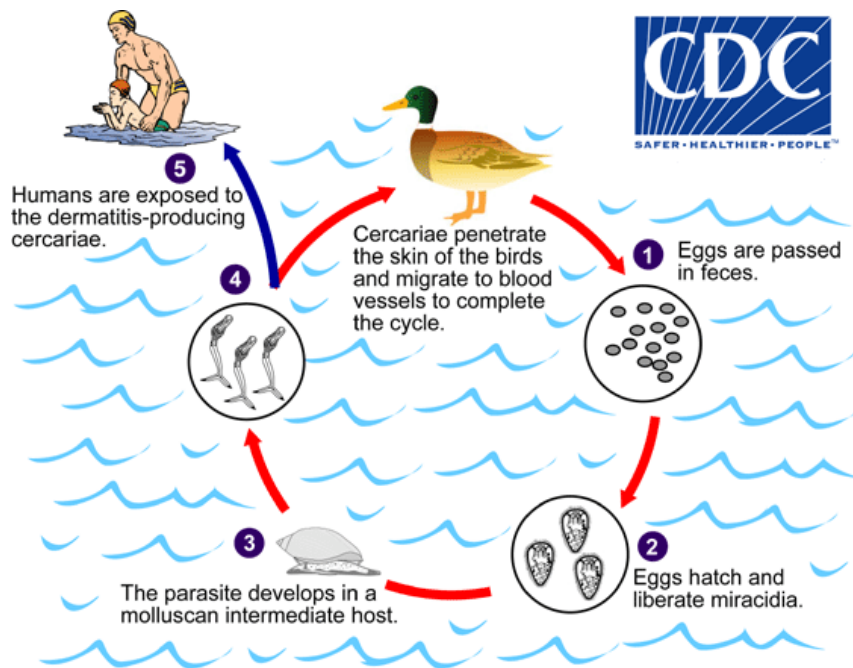 CDC
SAFER•HEALTHIER•PEOPLE™
5
Humans are exposed to
the dermatitis-producing
cercariae.
4
Cercariae penetrate
the skin of the birds
and migrate to blood
vessels to complete
the cycle.
1
Eggs are passed
in feces.
3
The parasite develops in a
molluscan intermediate host.
2
Eggs hatch and
liberate miracidia.